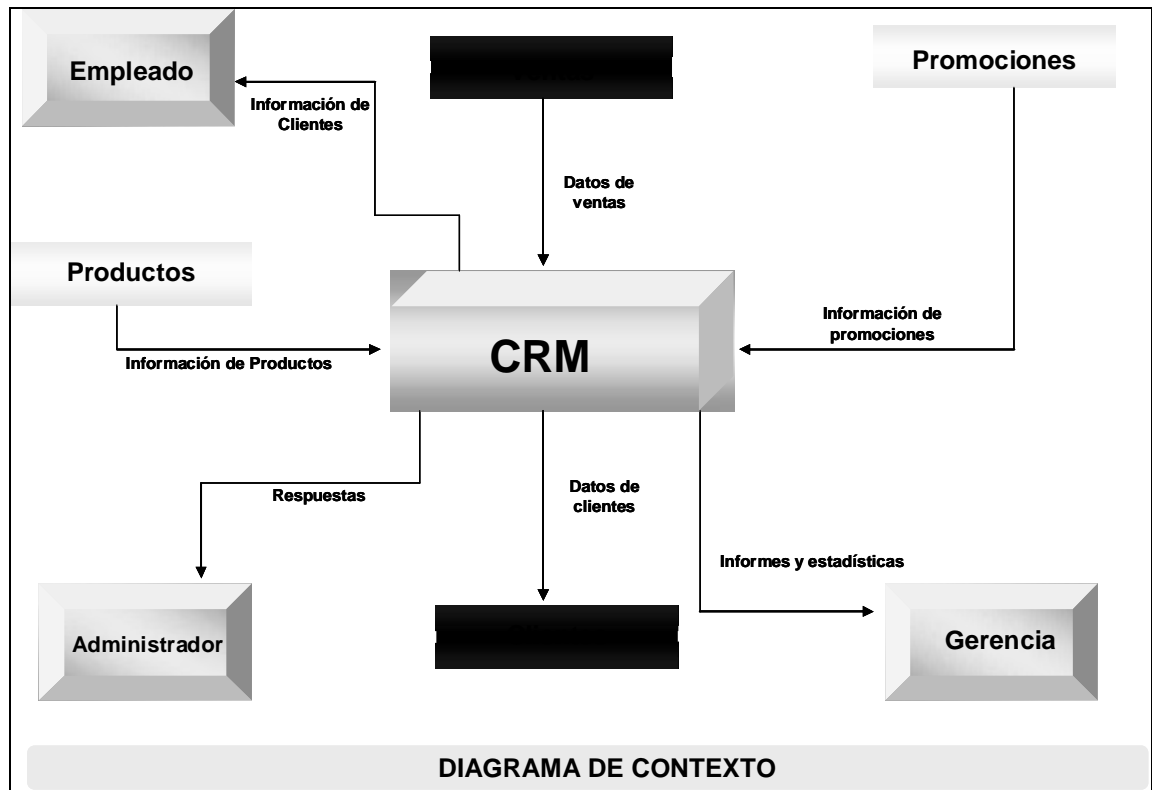 Empleado
Promociones
Información de
Clientes
Datos de
ventas
Productos
Información de
promociones
CRM
Información de Productos
Respuestas
Datos de
clientes
Informes y estadísticas
Administrador
Gerencia
DIAGRAMA DE CONTEXTO